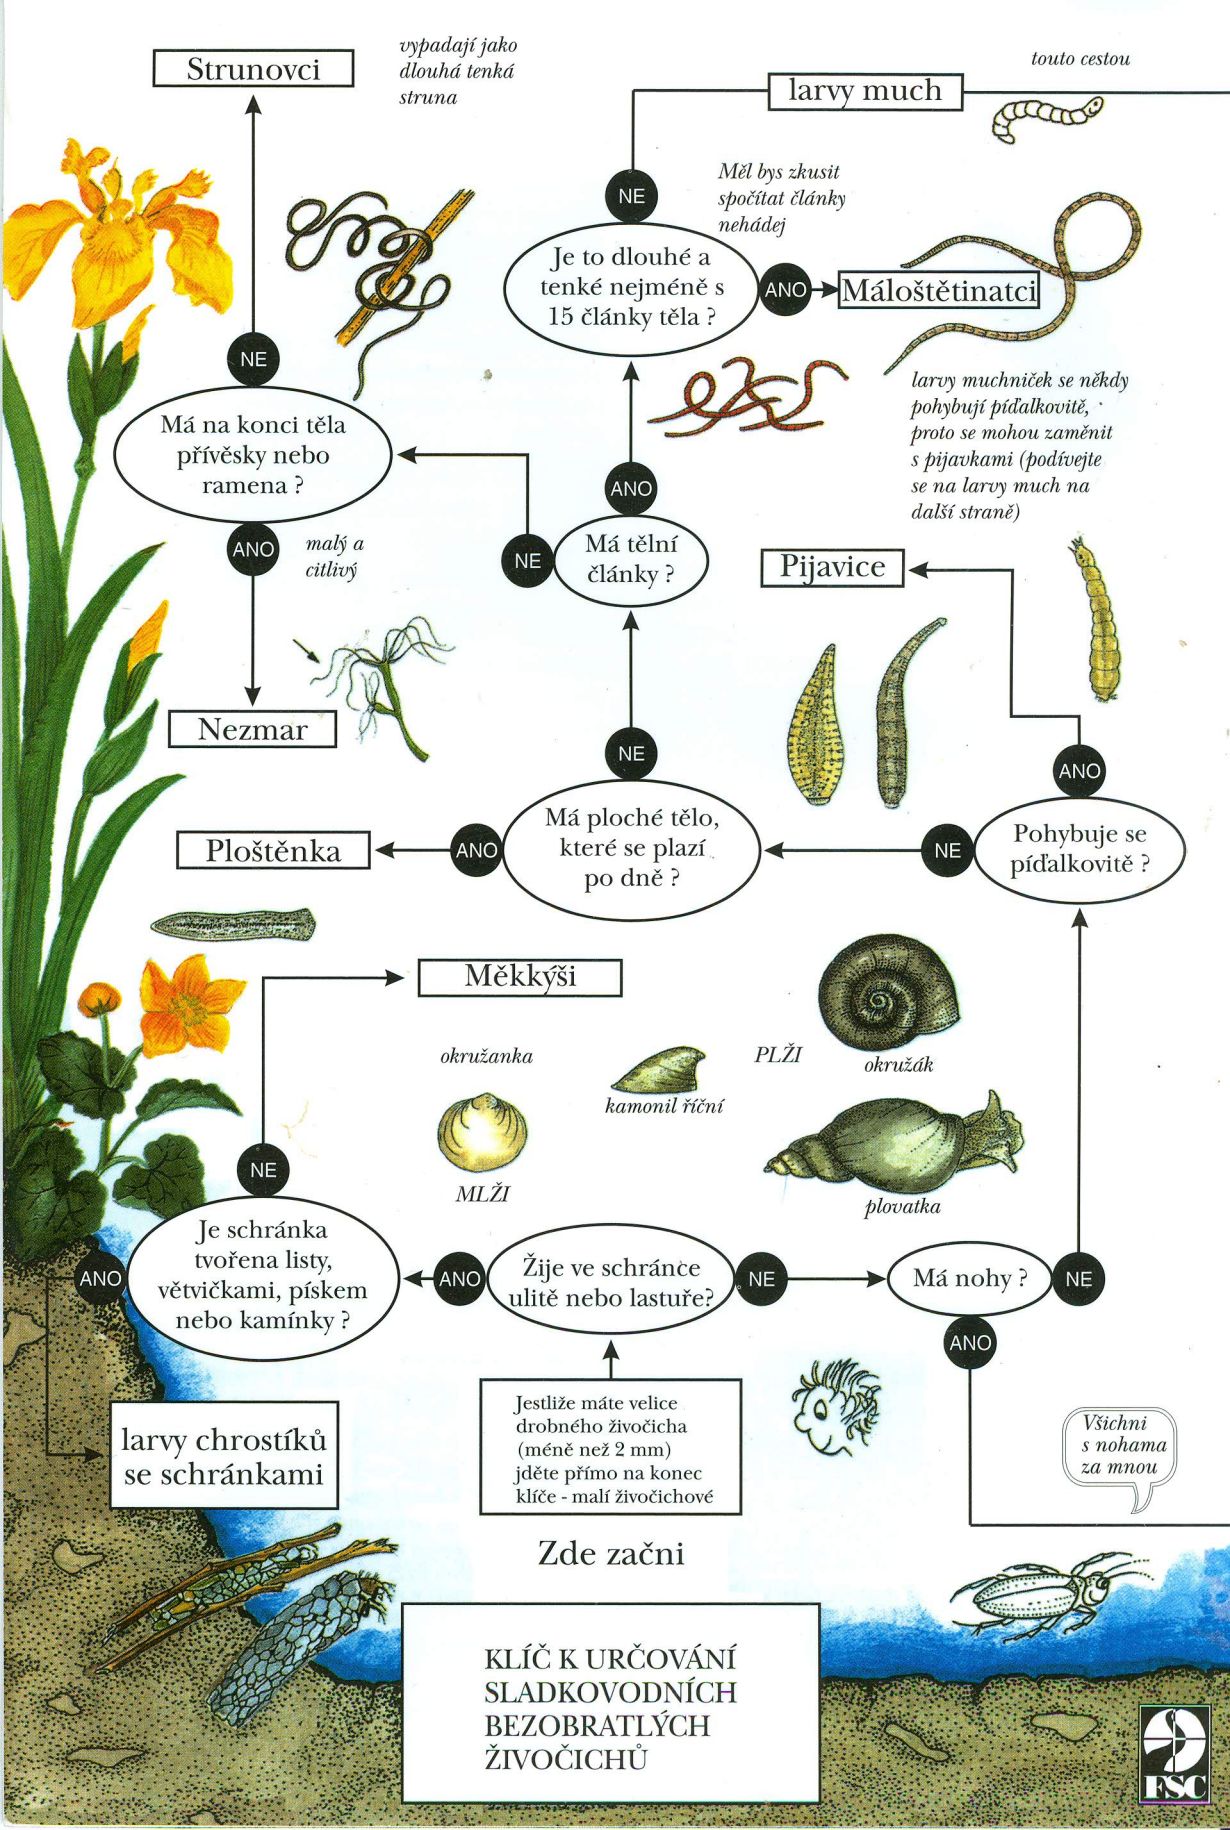 Strunovci
vypadají jako
dlouhá tenká
struna
larvy much
touto cestou
NE
Měl bys zkusit
spočítat články
nehádej
Je to dlouhé a
tenké nejméně s
15 články těla ?
ANO
Máloštětinatci
larvy muchniček se někdy
pohybují píďalkovitě,
proto se mohou zaměnit
s pijavkami (podívejte
se na larvy much na
další straně)
NE
Má na konci těla
přívěsky nebo
ramena ?
ANO
malý a
citlivý
ANO
Má tělní
články ?
NE
Pijavice
Nezmar
NE
ANO
Ploštěnka
ANO
Má ploché tělo,
které se plazí
po dně ?
NE
Pohybuje se
píďalkovitě ?
Měkkýši
okružanka
kamonil říční
PLŽI
okružák
MLŽI
plovatka
NE
Je schránka
tvořena listy,
větvičkami, pískem
nebo kamínky ?
ANO
ANO
Žije ve schránce
ulitě nebo lastuře?
NE
Má nohy ?
NE
ANO
larvy chrostíků
se schránkami
Jestliže máte velice
drobného živočicha
(méně než 2 mm)
jděte přímo na konec
klíče - malí živočichové
Všichni
s nohama
za mnou
Zde začni
KLÍČ K URČOVÁNÍ
SLADKOVODNÍCH
BEZOBRATLÝCH
ŽIVOČICHŮ
FSC